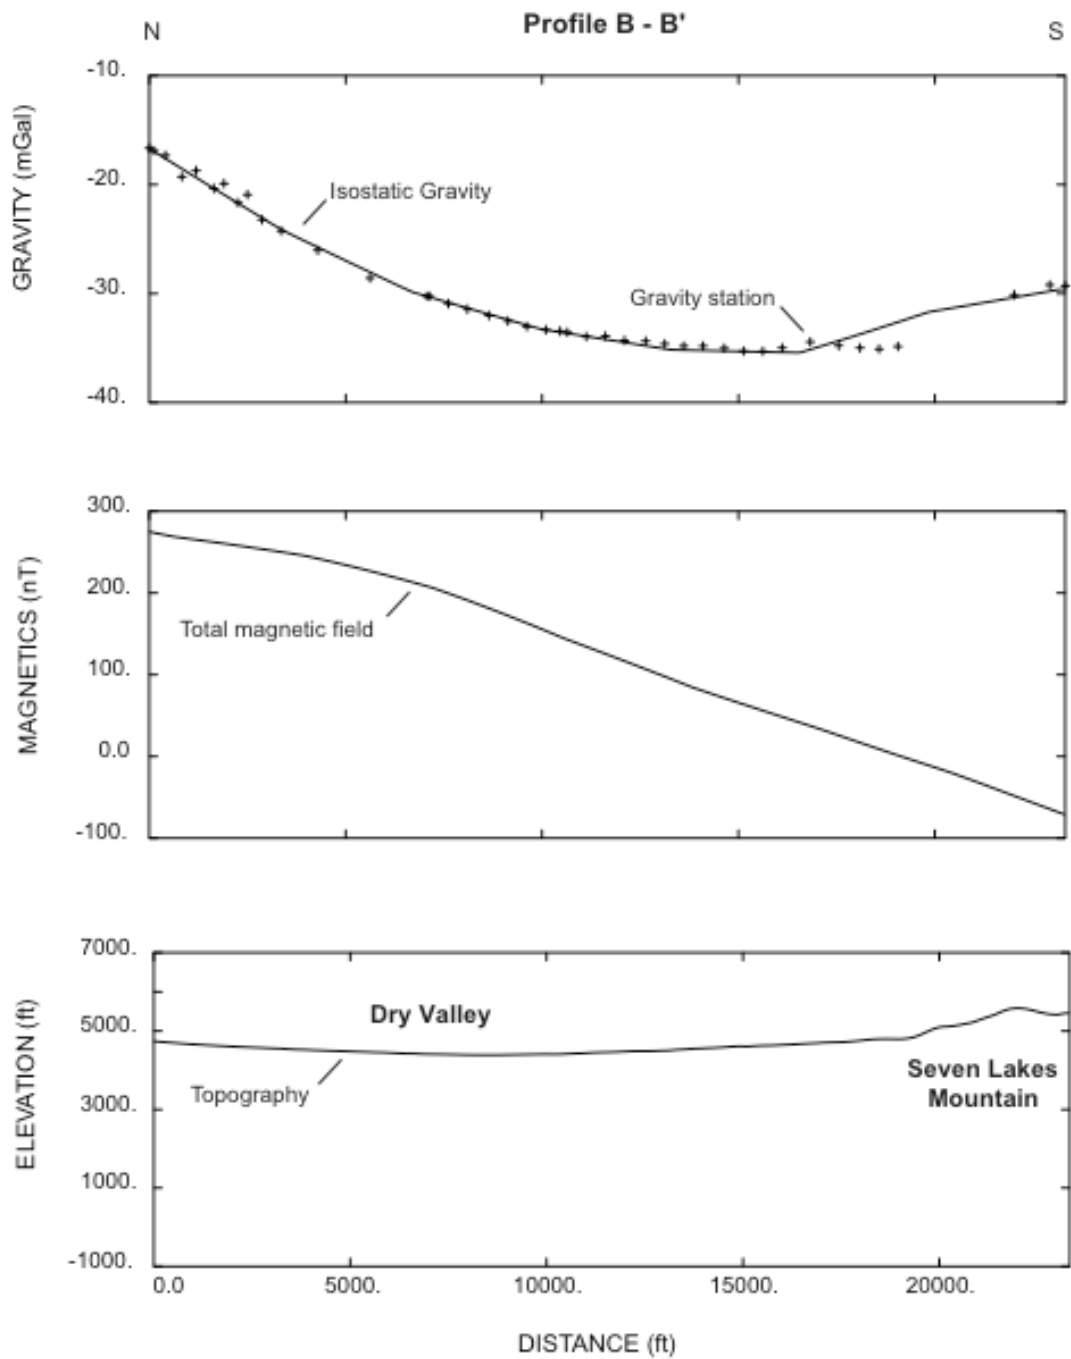 Profile B - B'
N
S
-10.
-20.
-30.
-40.
GRAVITY (mGal)
Isostatic Gravity
Gravity station
300.
200.
100.
0.0
-100.
MAGNETICS (nT)
Total magnetic field
7000.
5000.
3000.
1000.
-1000.
ELEVATION (ft)
Dry Valley
Topography
Seven Lakes
Mountain
0.0 5000. 10000. 15000. 20000.
DISTANCE (ft)